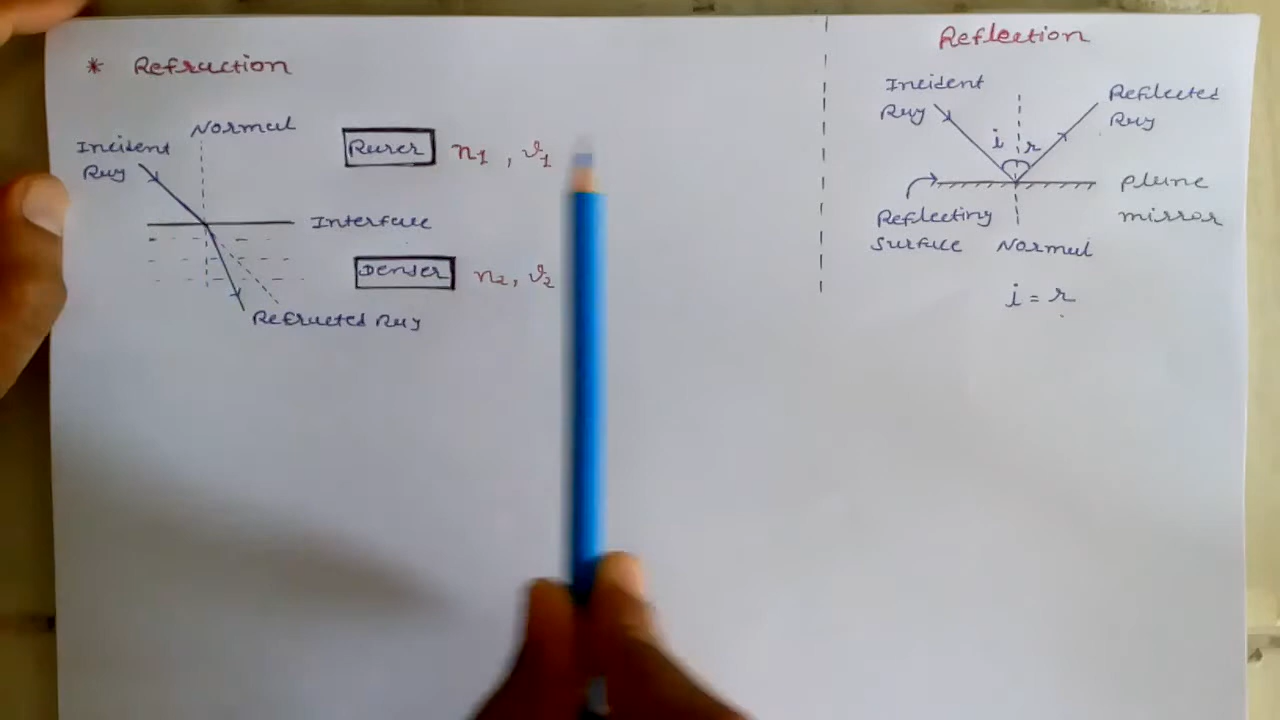 * Refraction
Normal
Incident
Ray
Rarer n1, v1
Interface
Denser n2, v2
Refracted Ray
Reflection
Incident
Ray
Reflected
Ray
i r
Plane
mirror
Reflecting
Surface
Normal
i = r